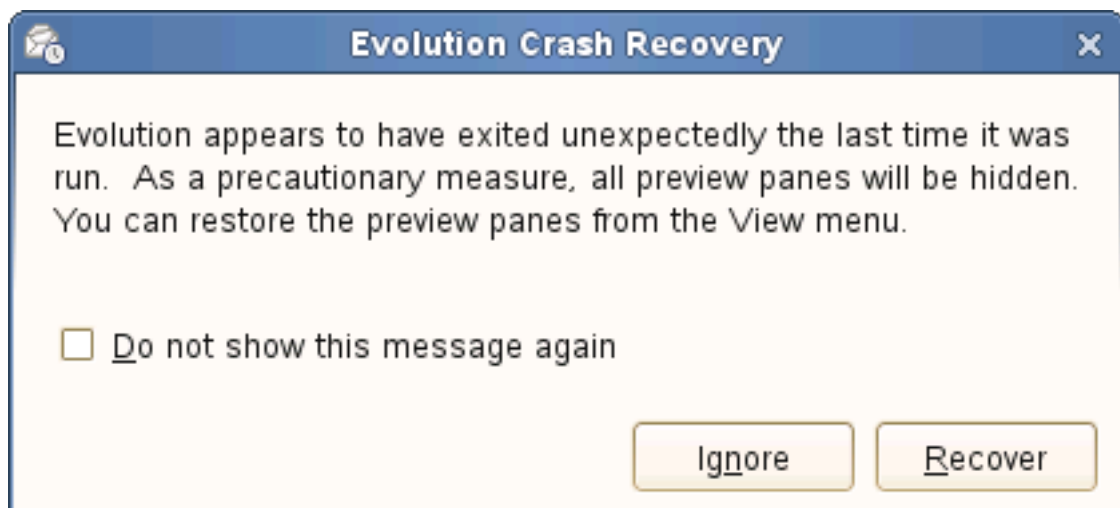 Evolution Crash Recovery
Evolution appears to have exited unexpectedly the last time it was
run.  As a precautionary measure, all preview panes will be hidden.
You can restore the preview panes from the View menu.
Do not show this message again
Ignore
Recover